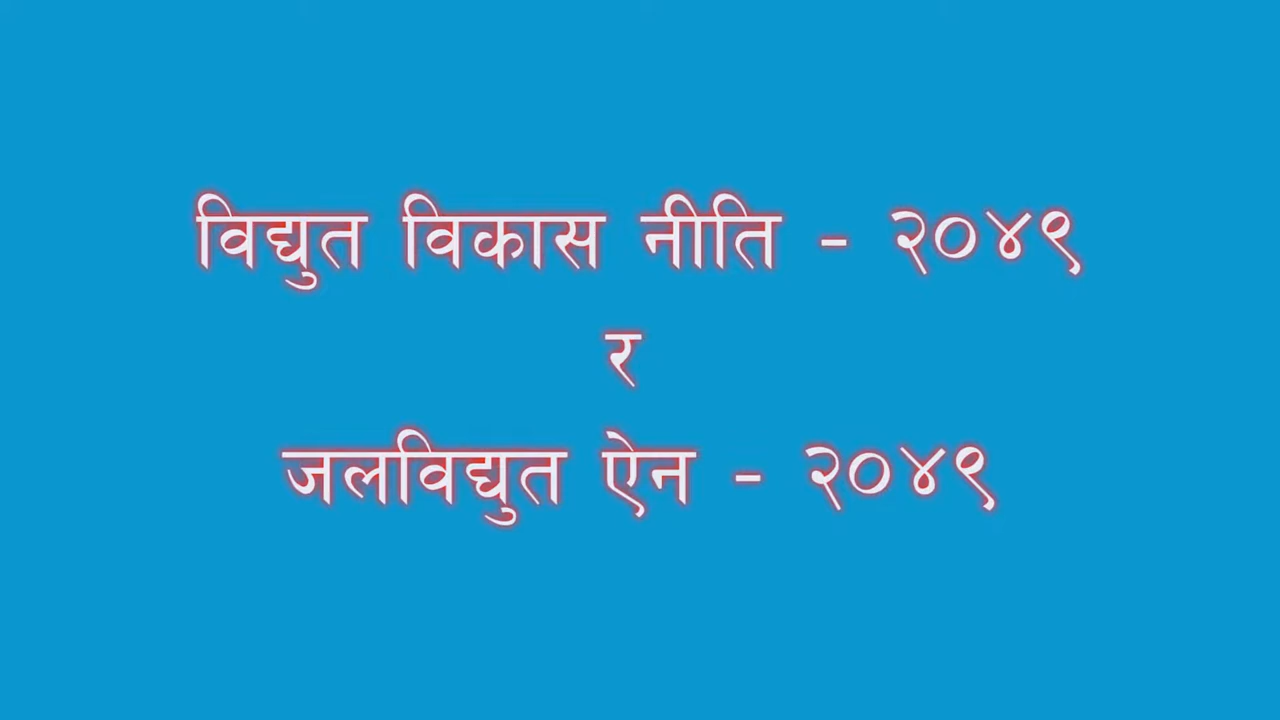 विद्युत विकास नीति - २०४९
र
जलविद्युत ऐन - २०४९